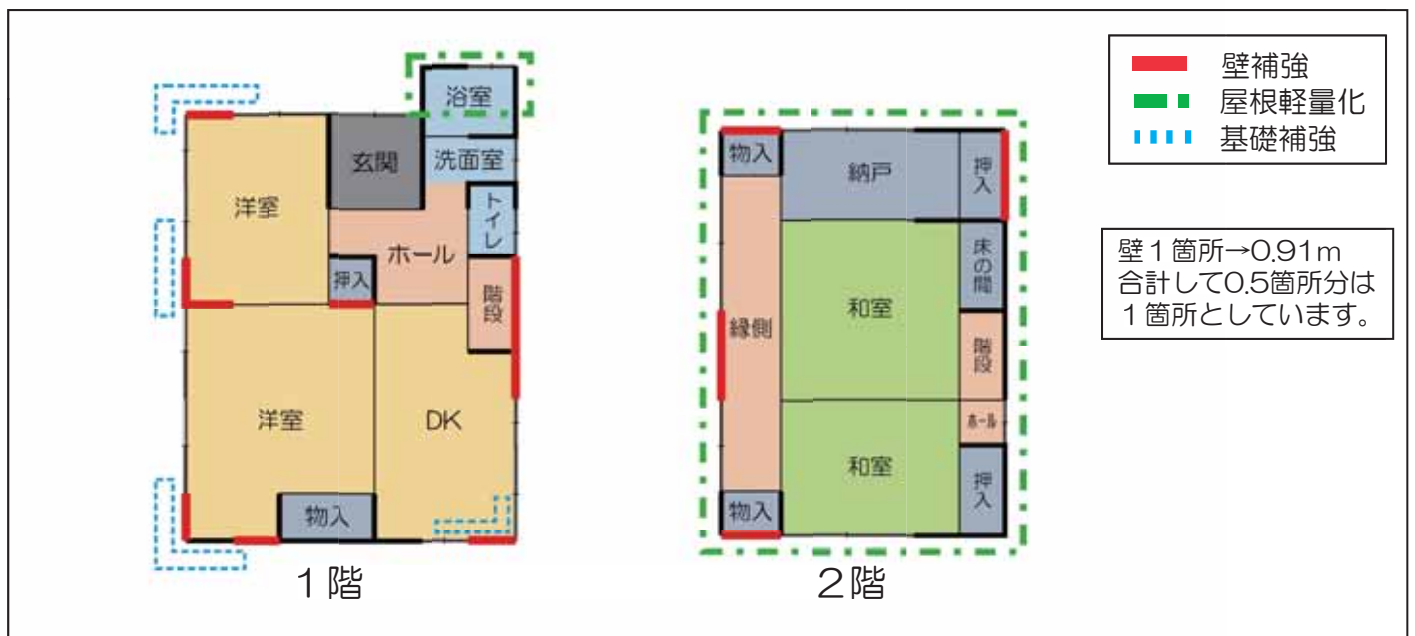 浴室
玄関
洗面室
洋室
トイレ
ホール
押入
階段
洋室
DK
物入
1階
物入
納戸
押入
床の間
和室
縁側
階段
ホール
和室
押入
物入
2階
壁補強
屋根軽量化
基礎補強
壁1箇所→0.91m
合計して0.5箇所分は
1箇所としています。